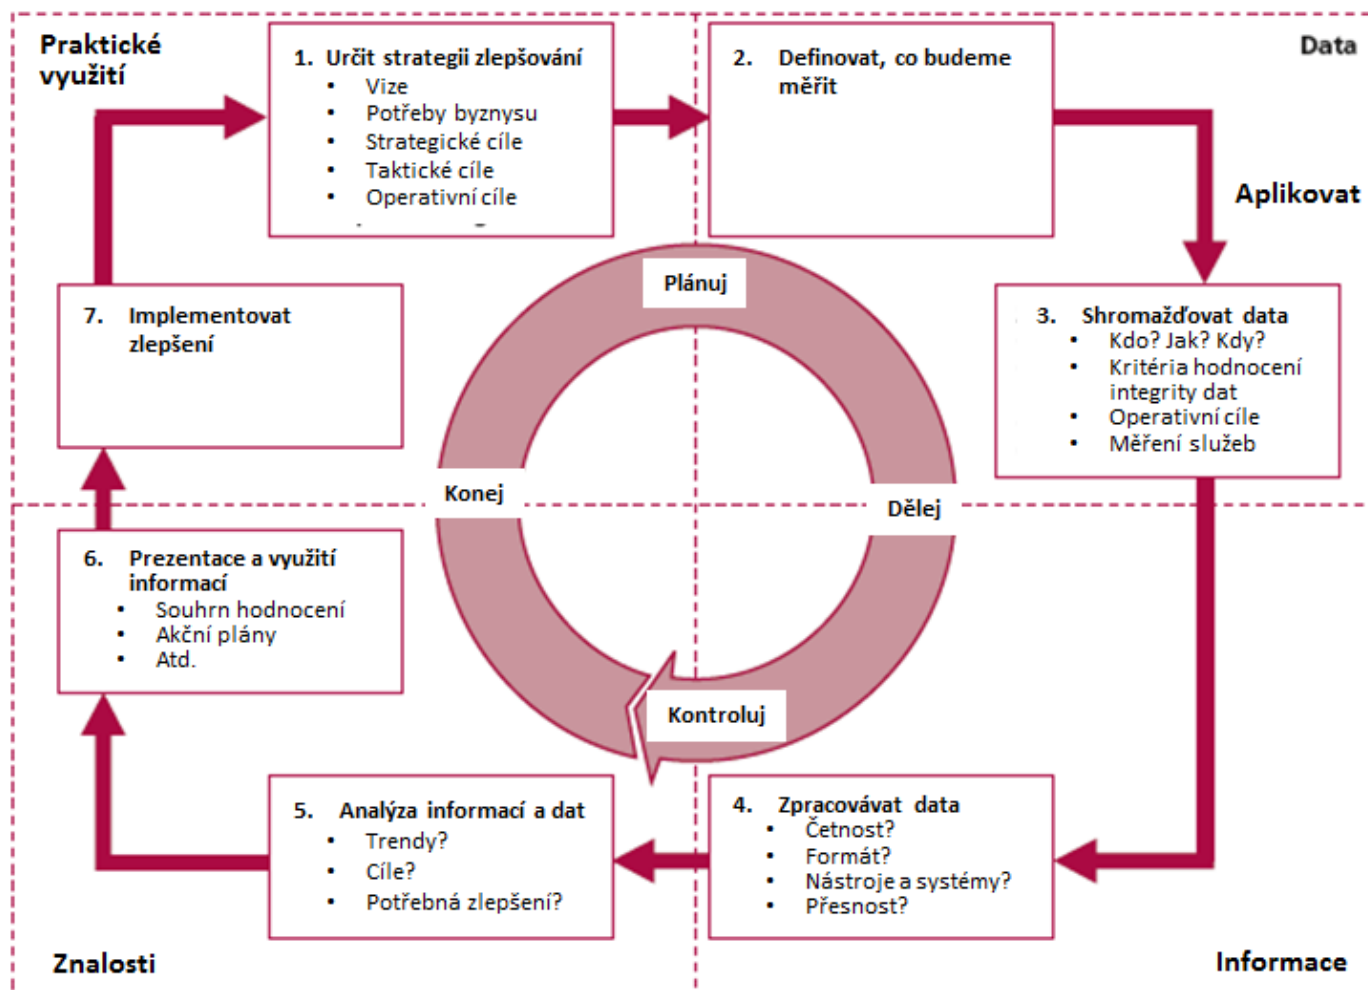 Praktické
využití
1. Určit strategii zlepšování
• Vize
• Potřeby byznysu
• Strategické cíle
• Taktické cíle
• Operativní cíle
2. Definovat, co budeme
měřit
Data
Aplikovat
3. Shromažďovat data
• Kdo? Jak? Kdy?
• Kritéria hodnocení
integrity dat
• Operativní cíle
• Měření služeb
Plánuj
7. Implementovat
zlepšení
Konej
Dělej
6. Prezentace a využití
informací
• Souhrn hodnocení
• Akční plány
• Atd.
Kontroluj
5. Analýza informací a dat
• Trendy?
• Cíle?
• Potřebná zlepšení?
4. Zpracovávat data
• Četnost?
• Formát?
• Nástroje a systémy?
• Přesnost?
Znalosti
Informace